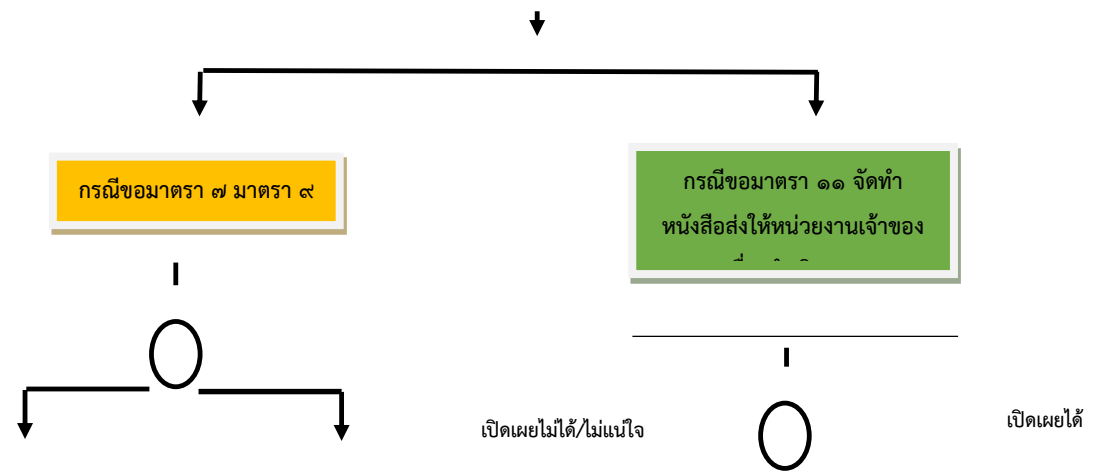 กรณีขอมาตรา ๗ มาตรา ๙
กรณีขอมาตรา ๑๑ จัดทำ
หนังสือส่งให้หน่วยงานเจ้าของ
เปิดเผยไม่ได้/ไม่แน่ใจ
เปิดเผยได้